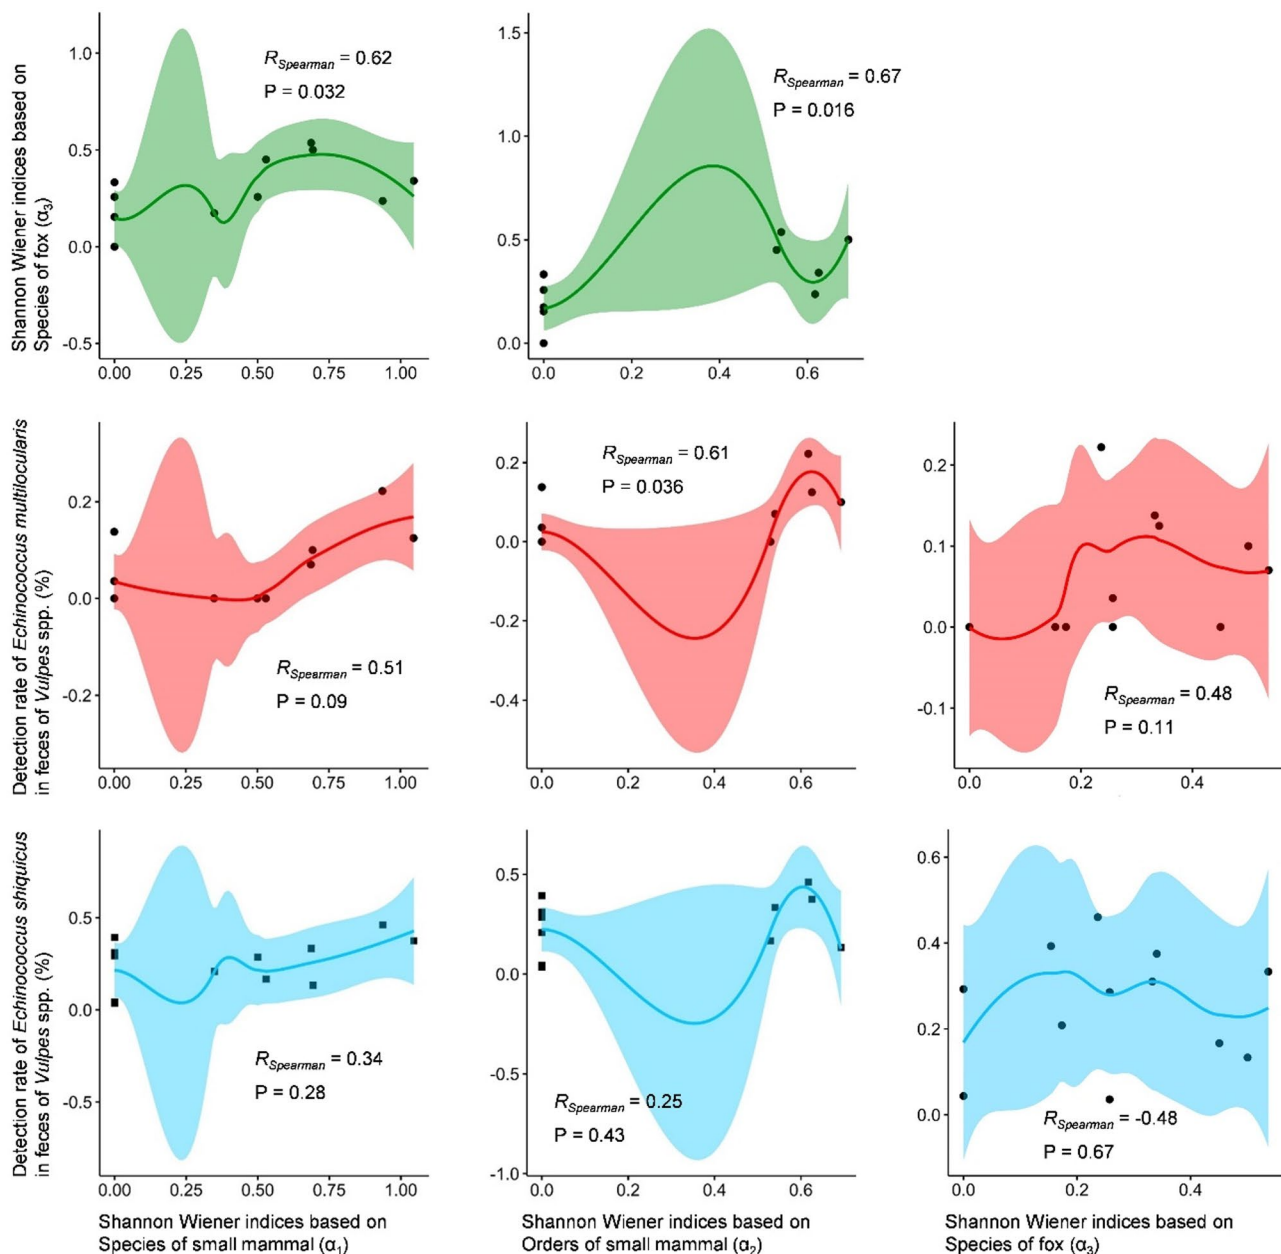 Shannon Wiener indices based on
Species of fox (α3)
1.0
0.5
0.0
-0.5
0.00
0.25
0.50
0.75
1.00
RSpearman = 0.62
P = 0.032
1.5
1.0
0.5
0.0
0.0
0.2
0.4
0.6
RSpearman = 0.67
P = 0.016
Detection rate of Echinococcus multilocularis
in feces of Vulpes spp. (%)
0.2
0.0
-0.2
0.00
0.25
0.50
0.75
1.00
RSpearman = 0.51
P = 0.09
0.2
0.0
-0.2
-0.4
0.0
0.2
0.4
0.6
RSpearman = 0.61
P = 0.036
0.2
0.1
0.0
-0.1
0.0
0.2
0.4
RSpearman = 0.48
P = 0.11
Detection rate of Echinococcus shiquicus
in feces of Vulpes spp. (%)
0.5
0.0
-0.5
0.00
0.25
0.50
0.75
1.00
RSpearman = 0.34
P = 0.28
0.5
0.0
-0.5
-1.0
0.0
0.2
0.4
0.6
RSpearman = 0.25
P = 0.43
0.6
0.4
0.2
0.0
0.0
0.2
0.4
RSpearman = -0.48
P = 0.67
Shannon Wiener indices based on
Species of small mammal (α1)
Shannon Wiener indices based on
Orders of small mammal (α2)
Shannon Wiener indices based on
Species of fox (α3)